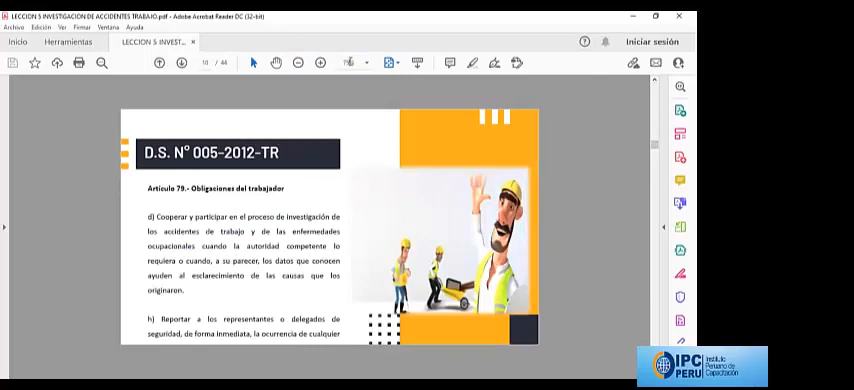 LECCION 5 INVESTIGACION DE ACCIDENTES TRABAJO.pdf - Adobe Acrobat Reader DC (32-bit)
Archivo Edición Ver Firmar Ventana Ayuda
Inicio Herramientas LECCION 5 INVEST... × Iniciar sesión
10 / 44
D.S. N° 005-2012-TR
Artículo 79.- Obligaciones del trabajador
d) Cooperar y participar en el proceso de investigación de
los accidentes de trabajo y de las enfermedades
ocupacionales cuando la autoridad competente lo
requiera o cuando, a su parecer, los datos que conocen
ayuden al esclarecimiento de las causas que los
originaron.
h) Reportar a los representantes o delegados de
seguridad, de forma inmediata, la ocurrencia de cualquier
IPC PERU
Instituto
Peruano de
Capacitación